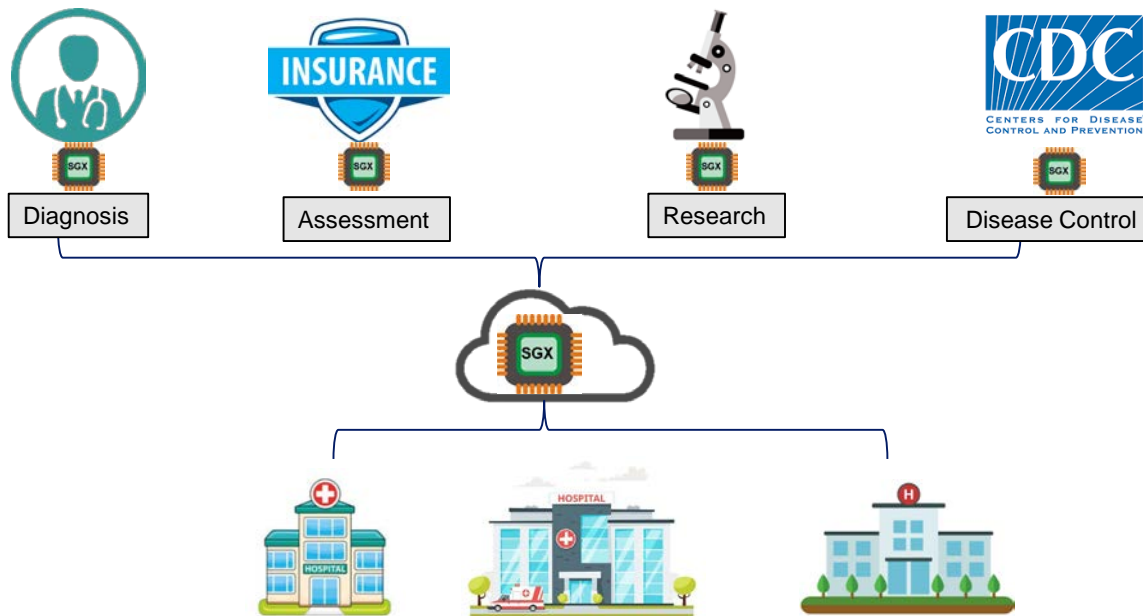 INSURANCE
CDC
CENTERS FOR DISEASE
CONTROL AND PREVENTION
SGX
SGX
SGX
SGX
Diagnosis
Assessment
Research
Disease Control
SGX
HOSPITAL
HOSPITAL
H